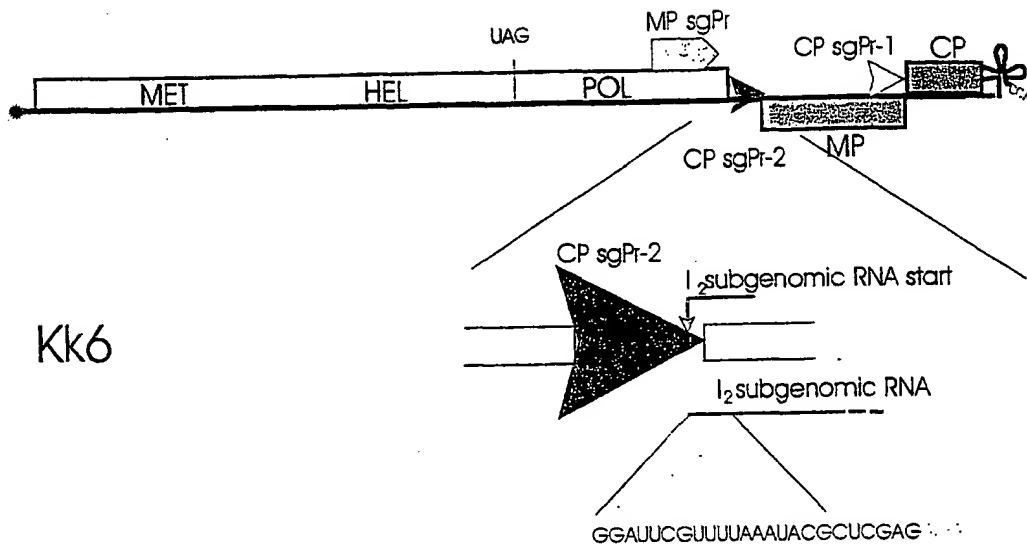 MP sgPr
UAG
CP sgPr-1
CP
MET
HEL
POL
MP
CP sgPr-2
CP sgPr-2
I2 subgenomic RNA start
Kk6
I2 subgenomic RNA
GGAUUCGUUUUAAAUACGCUCGAG